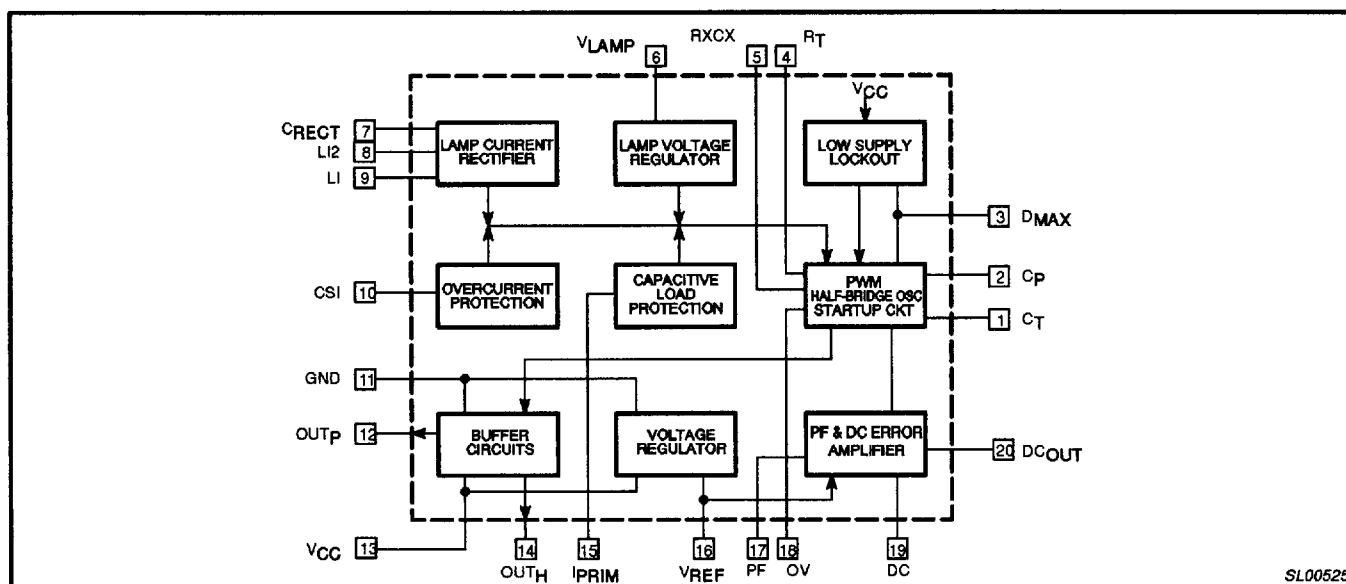 VLAMP
RXCX
RT
6
5
4
VCC
CRECT 7
LI2 8
LI 9
LAMP CURRENT
RECTIFIER
LAMP VOLTAGE
REGULATOR
LOW SUPPLY
LOCKOUT
3 DMAX
CSI 10
OVERCURRENT
PROTECTION
CAPACITIVE
LOAD
PROTECTION
PWM
HALF-BRIDGE OSC
STARTUP CKT
2 CP
1 CT
GND 11
OUTP 12
BUFFER
CIRCUITS
VOLTAGE
REGULATOR
PF & DC ERROR
AMPLIFIER
20 DCOUT
VCC 13
14
15
16
17
18
19
OUTH
IPRIM
VREF
PF
OV
DC
SL00525